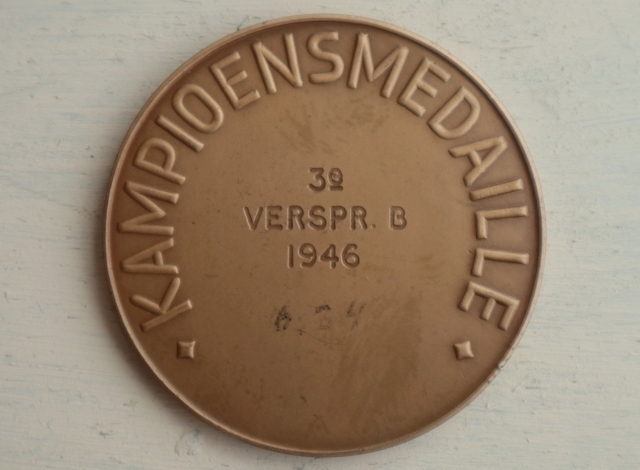 KAMPIOENSMEDAILLE
3º
VERSPR. B
1946